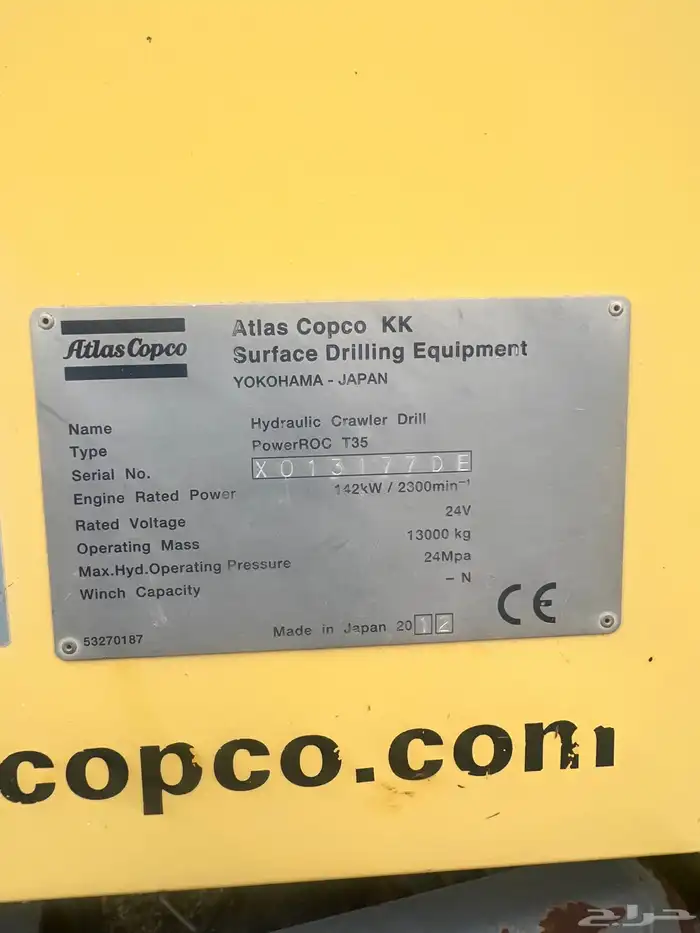 Atlas Copco
Atlas Copco KK
Surface Drilling Equipment
YOKOHAMA - JAPAN
Name Hydraulic Crawler Drill
Type PowerROC T35
Serial No. X013177DE
Engine Rated Power 142kW / 2300min⁻¹
Rated Voltage 24V
Operating Mass 13000 kg
Max.Hyd.Operating Pressure 24Mpa
Winch Capacity – N
CE
53270187 Made in Japan 2012
copco.com
حراج